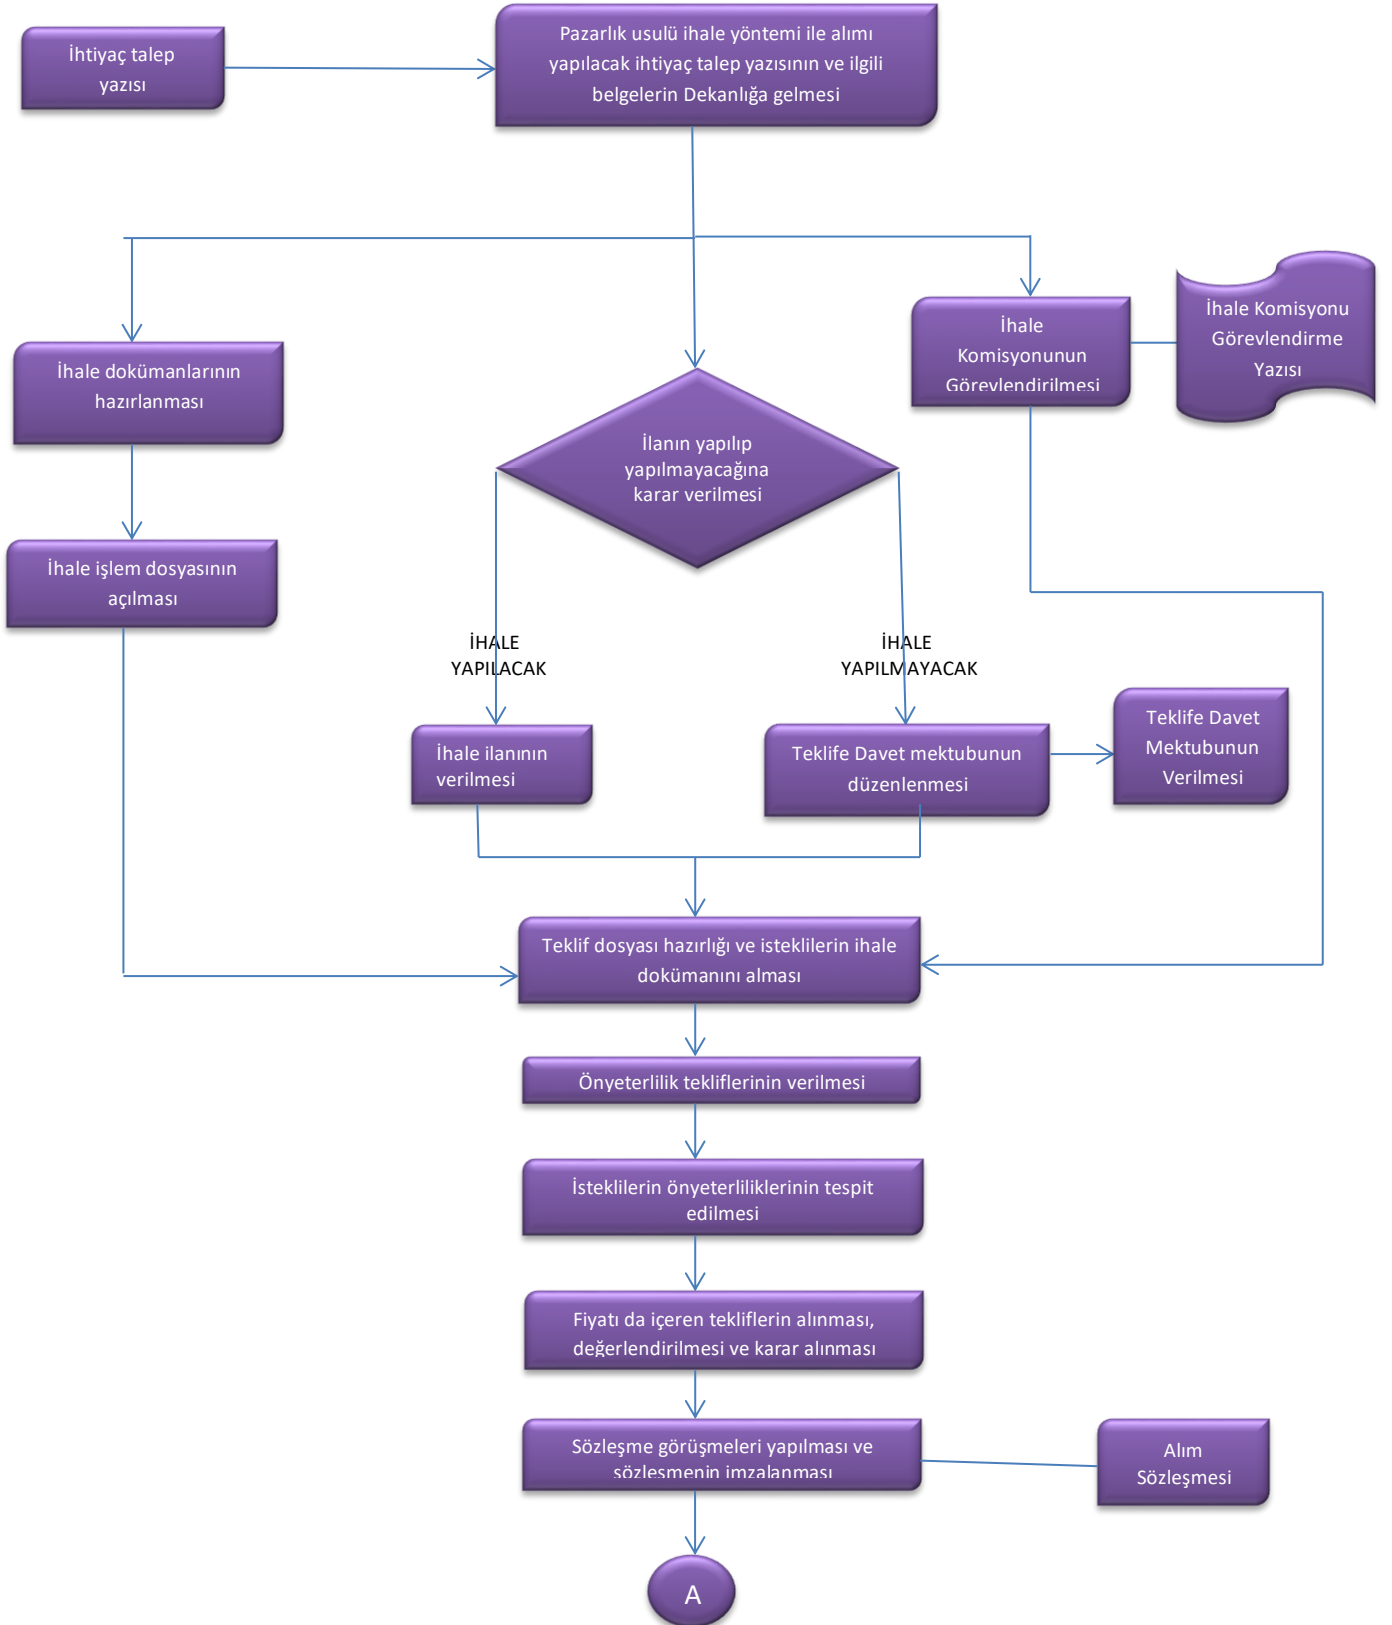 İhtiyaç talep
yazısı
Pazarlık usulü ihale yöntemi ile alımı
yapılacak ihtiyaç talep yazısının ve ilgili
belgelerin Dekanlığa gelmesi
İhale dokümanlarının
hazırlanması
İlanın yapılıp
yapılmayacağına
karar verilmesi
İhale
Komisyonunun
Görevlendirilmesi
İhale Komisyonu
Görevlendirme
Yazısı
İhale işlem dosyasının
açılması
İHALE
YAPILACAK
İHALE
YAPILMAYACAK
İhale ilanının
verilmesi
Teklife Davet mektubunun
düzenlenmesi
Teklife Davet
Mektubunun
Verilmesi
Teklif dosyası hazırlığı ve isteklilerin ihale
dokümanını alması
Önyeterlilik tekliflerinin verilmesi
İsteklilerin önyeterliliklerinin tespit
edilmesi
Fiyatı da içeren tekliflerin alınması,
değerlendirilmesi ve karar alınması
Sözleşme görüşmeleri yapılması ve
sözleşmenin imzalanması
Alım
Sözleşmesi
A